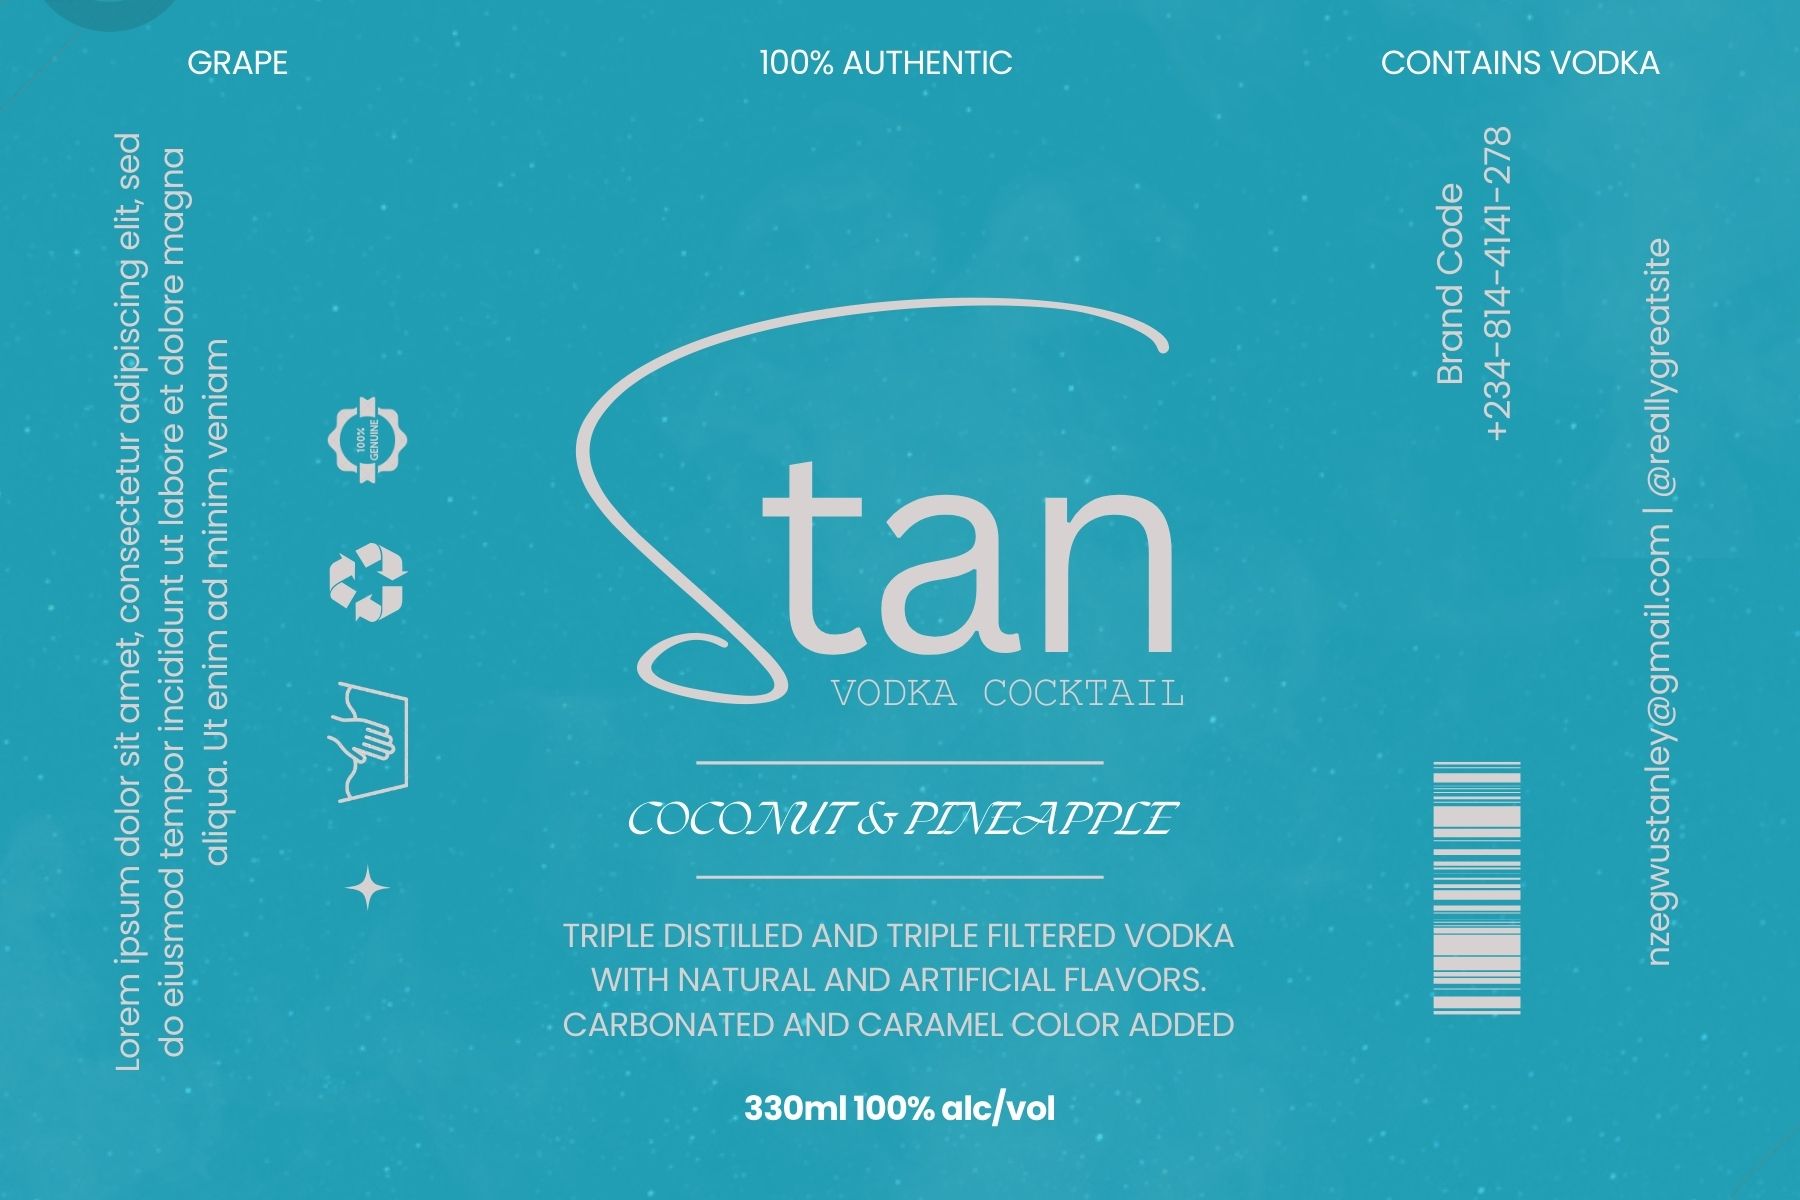 GRAPE
100% AUTHENTIC
CONTAINS VODKA
Lorem ipsum dolor sit amet, consectetur adipiscing elit, sed
do eiusmod tempor incididunt ut labore et dolore magna
aliqua. Ut enim ad minim veniam
100%
GENUINE
Stan
VODKA COCKTAIL
COCONUT & PINEAPPLE
TRIPLE DISTILLED AND TRIPLE FILTERED VODKA
WITH NATURAL AND ARTIFICIAL FLAVORS.
CARBONATED AND CARAMEL COLOR ADDED
330ml 100% alc/vol
Brand Code
+234-814-4141-278
nzegwustanley@gmail.com | @reallygreatsite